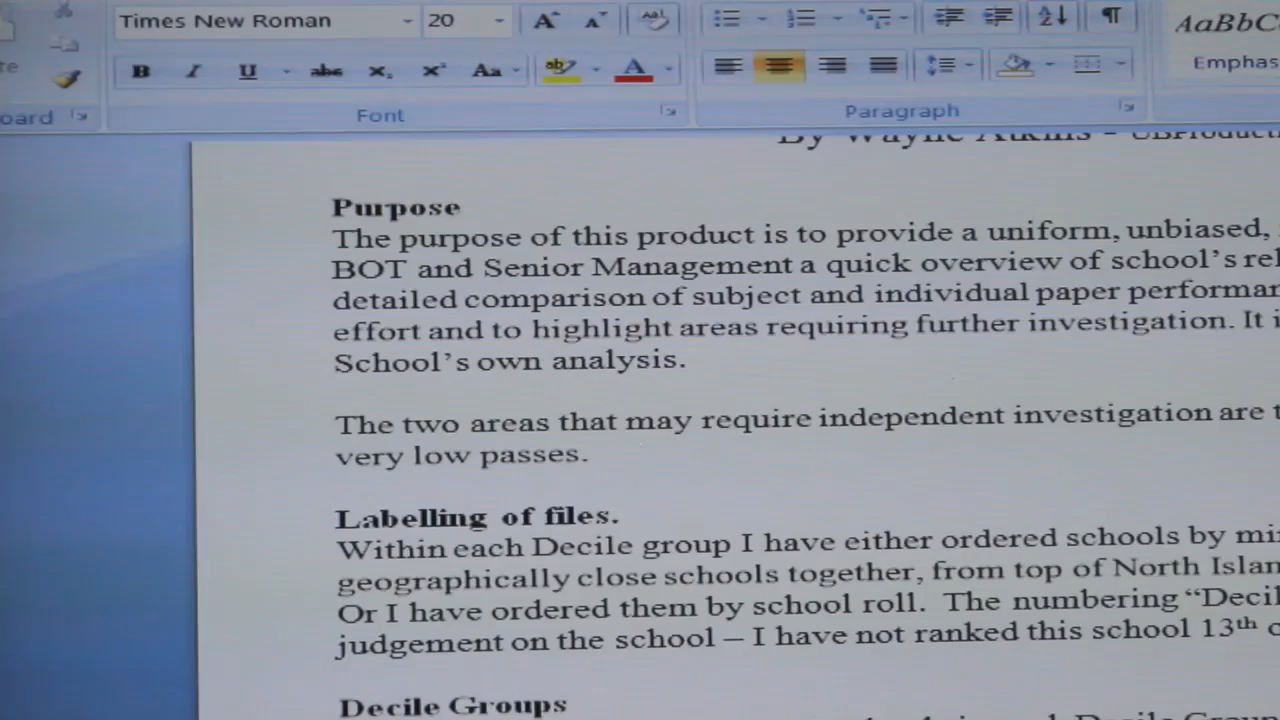 Times New Roman
20
Font
Paragraph
AaBbC
Emphas
By Wayne Atkins –
Purpose
The purpose of this product is to provide a uniform, unbiased,
BOT and Senior Management a quick overview of school's rel
detailed comparison of subject and individual paper performan
effort and to highlight areas requiring further investigation. It i
School's own analysis.
The two areas that may require independent investigation are t
very low passes.
Labelling of files.
Within each Decile group I have either ordered schools by mi
geographically close schools together, from top of North Islan
Or I have ordered them by school roll. The numbering “Decil
judgement on the school – I have not ranked this school 13th o
Decile Groups